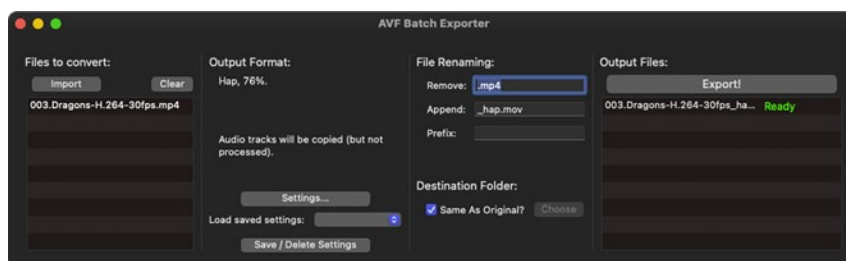 AVF Batch Exporter
Files to convert:
Import
Clear
003.Dragons-H.264-30fps.mp4
Output Format:
Hap, 76%.
Audio tracks will be copied (but not
processed).
Settings...
Load saved settings:
Save / Delete Settings
File Renaming:
Remove: .mp4
Append: _hap.mov
Prefix:
Destination Folder:
Same As Original?
Choose
Output Files:
Export!
003.Dragons-H.264-30fps_ha... Ready